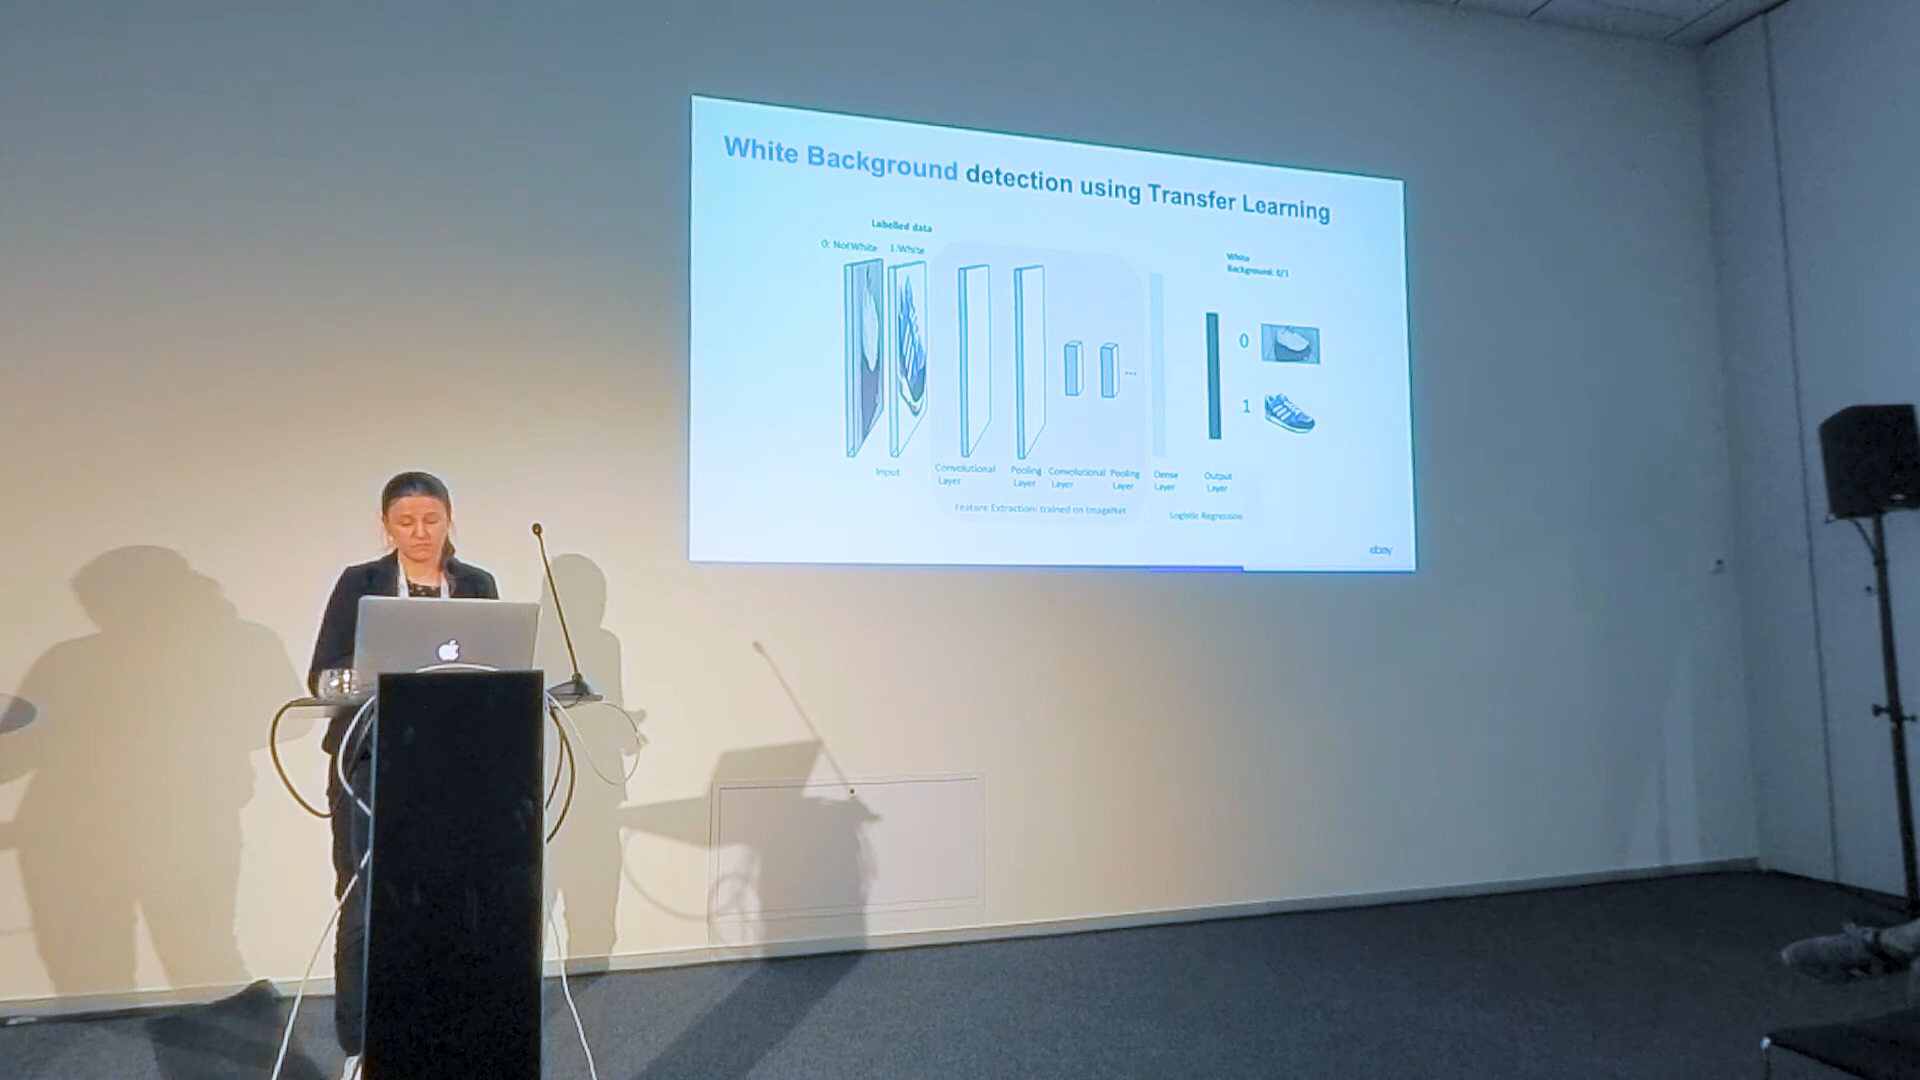 White Background detection using Transfer Learning
Labelled data
0: NotWhite 1:White
White
Background: 0/1
0
1
Input
Convolutional
Layer
Pooling
Layer
Convolutional
Layer
Pooling
Layer
...
Dense
Layer
Output
Layer
Feature Extraction: trained on ImageNet
Logistic Regression
ebay